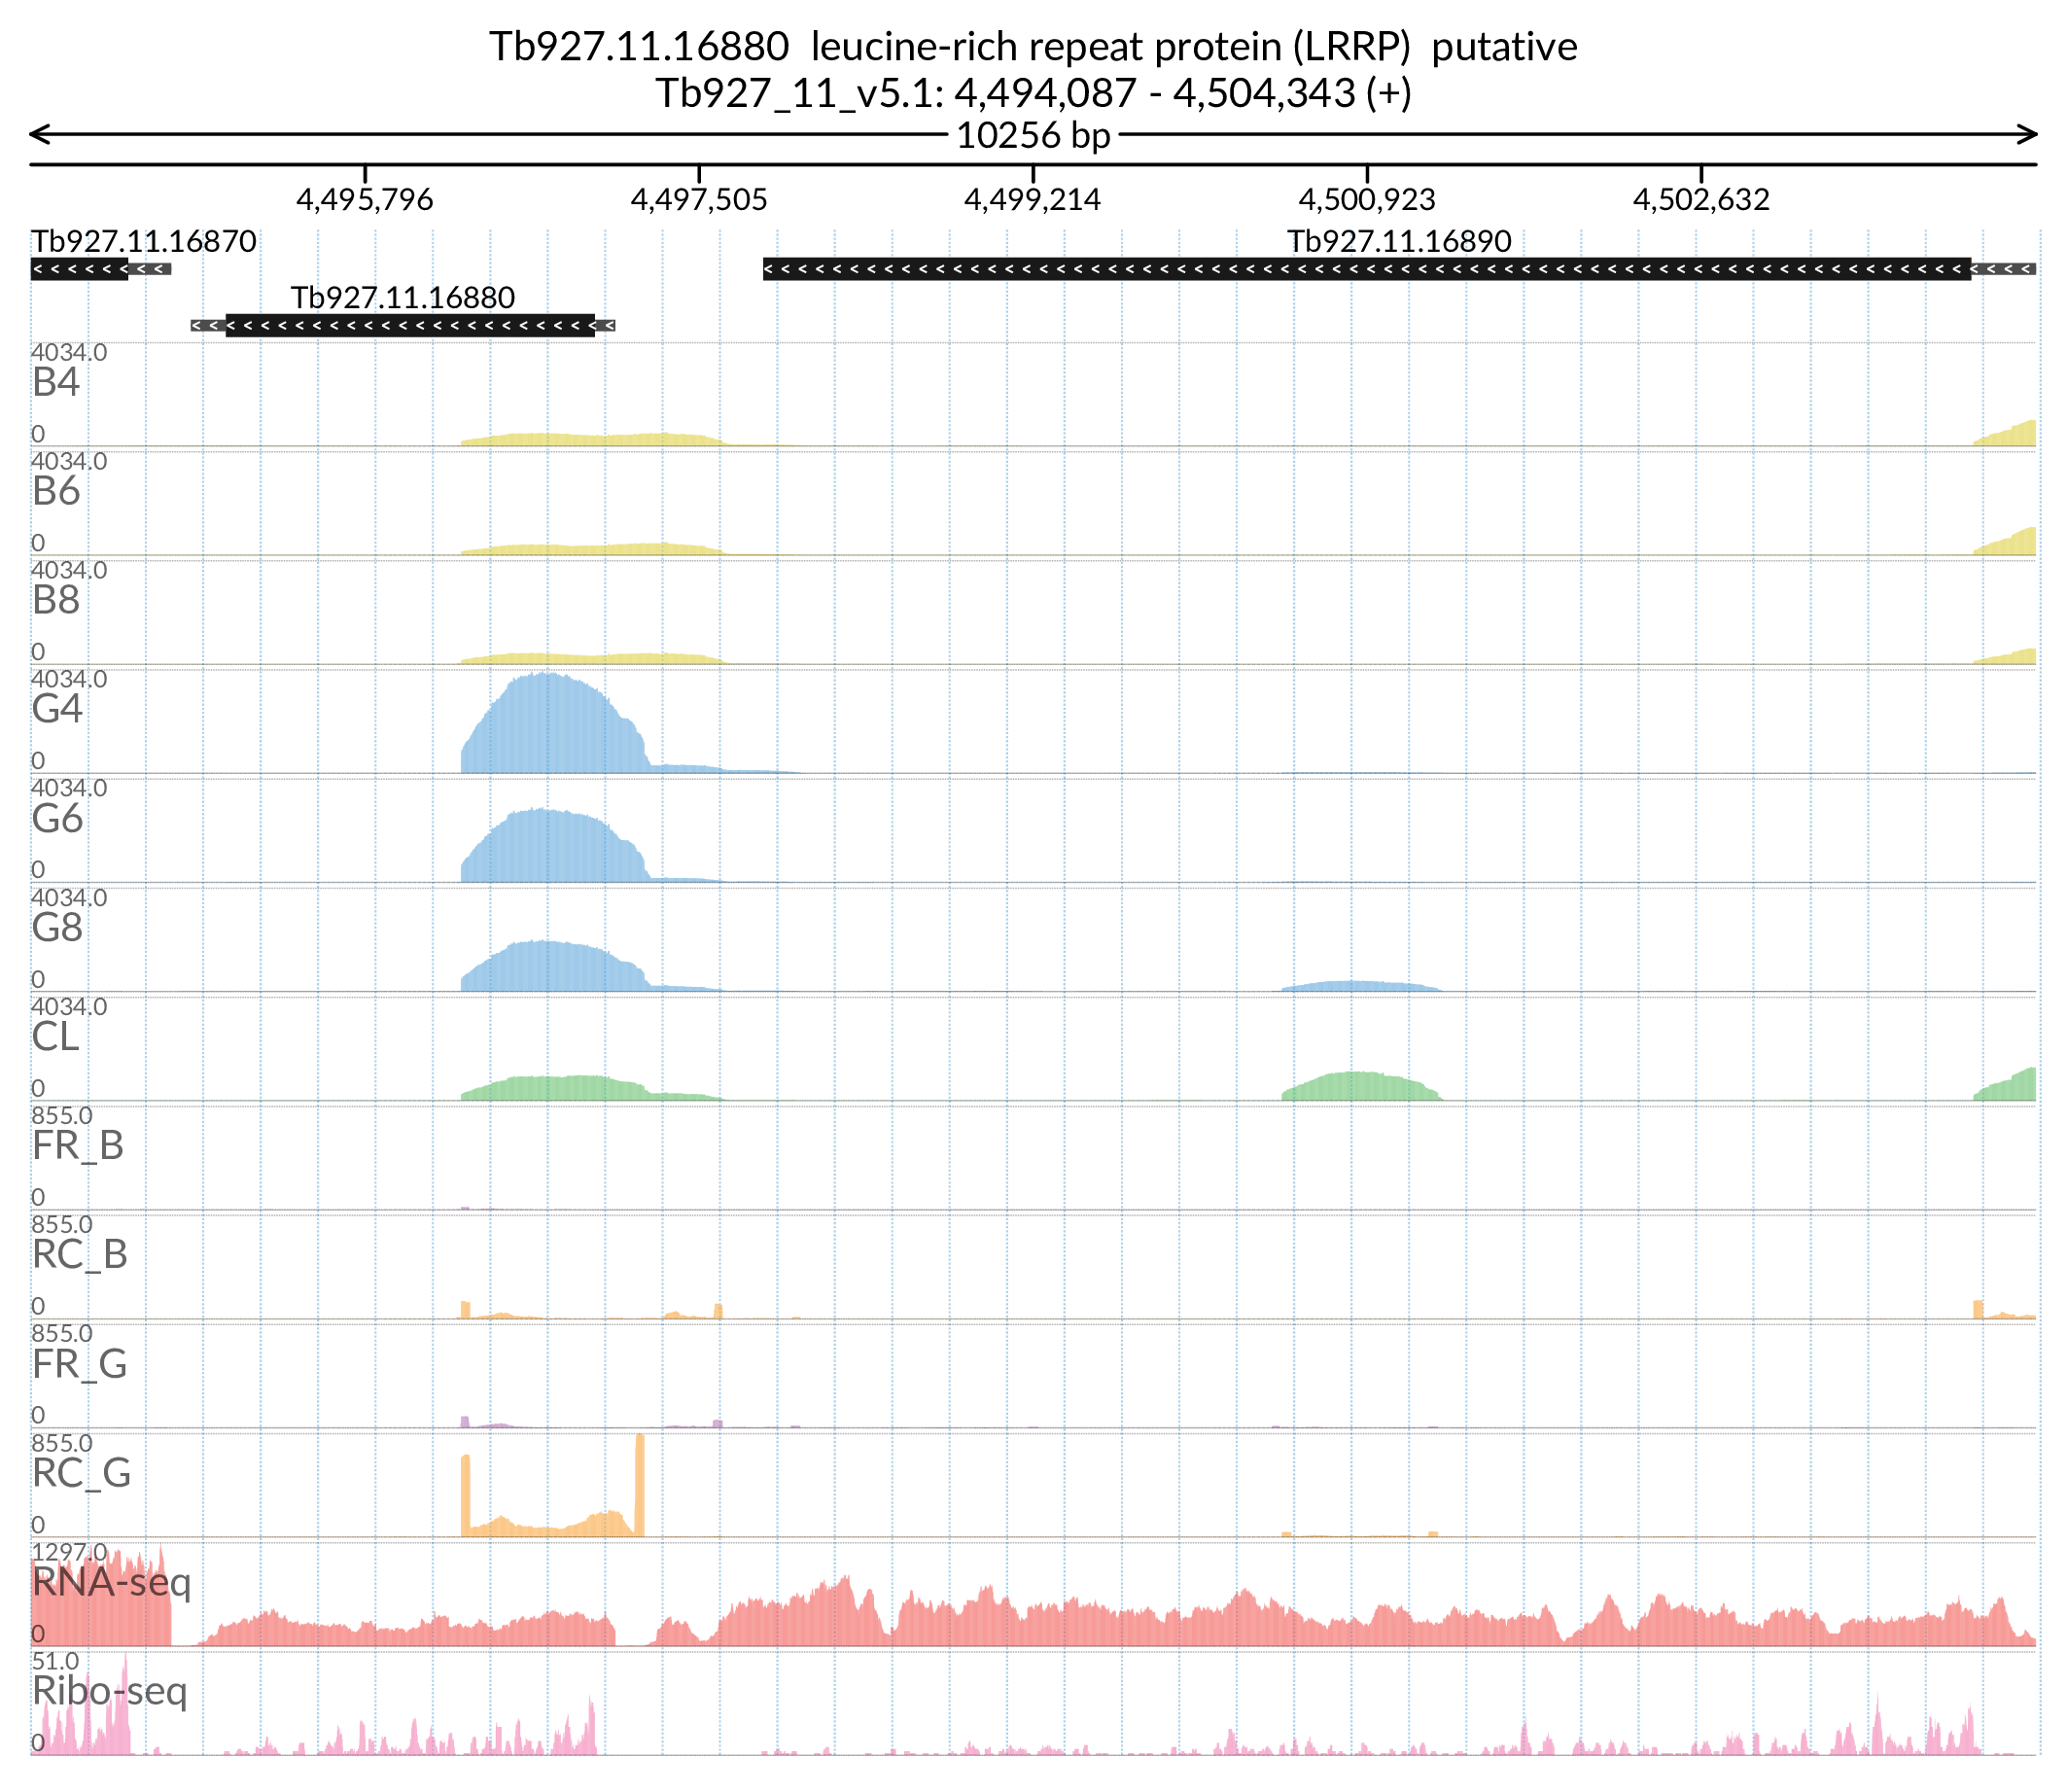 Tb927.11.16880  leucine-rich repeat protein (LRRP)  putative
Tb927_11_v5.1: 4,494,087 - 4,504,343 (+)
10256 bp
4,495,796 4,497,505 4,499,214 4,500,923 4,502,632
Tb927.11.16870 Tb927.11.16890
Tb927.11.16880
4034.0
B4
0
4034.0
B6
0
4034.0
B8
0
4034.0
G4
0
4034.0
G6
0
4034.0
G8
0
4034.0
CL
0
855.0
FR_B
0
855.0
RC_B
0
855.0
FR_G
0
855.0
RC_G
0
1297.0
RNA-seq
0
51.0
Ribo-seq
0